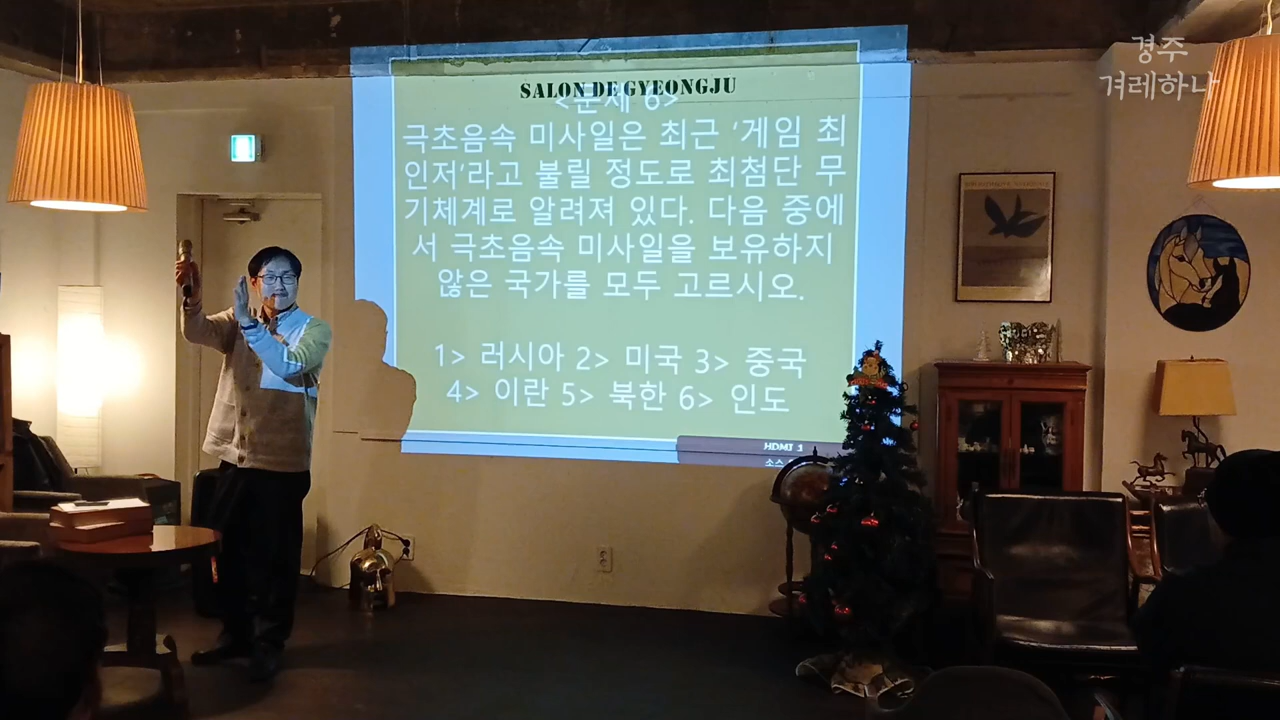 경주
겨레하나
SALON DE GYEONGJU
<문제 6>
극초음속 미사일은 최근 '게임 최
인저'라고 불릴 정도로 최첨단 무
기체계로 알려져 있다. 다음 중에
서 극초음속 미사일을 보유하지
않은 국가를 모두 고르시오.
1> 러시아 2> 미국 3> 중국
4> 이란 5> 북한 6> 인도
HDMI 1